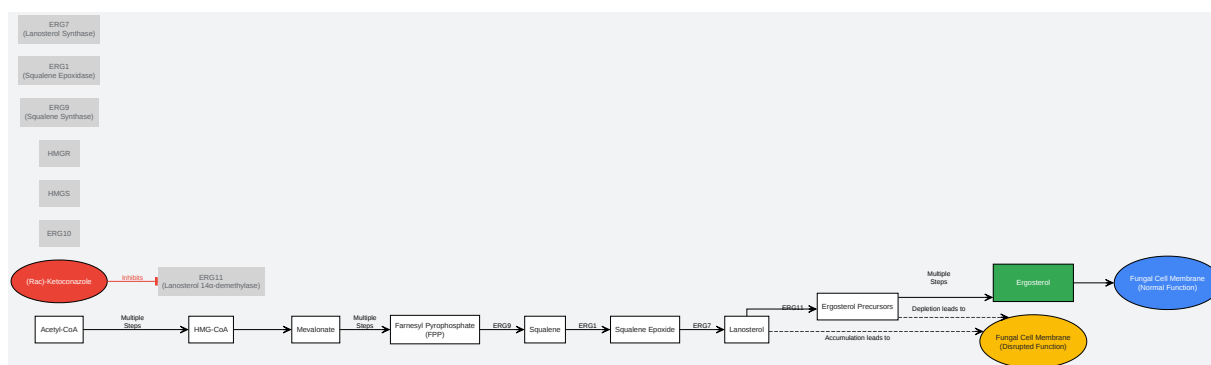 ERG7
(Lanosterol Synthase)
ERG1
(Squalene Epoxidase)
ERG9
(Squalene Synthase)
HMGR
HMGS
ERG10
(Rac)-Ketoconazole
Inhibits
ERG11
(Lanosterol 14α-demethylase)
Multiple
Steps
Ergosterol
Fungal Cell Membrane
(Normal Function)
ERG11
Ergosterol Precursors
Depletion leads to
Acetyl-CoA
Multiple
Steps
HMG-CoA
Mevalonate
Multiple
Steps
Farnesyl Pyrophosphate
(FPP)
ERG9
Squalene
ERG1
Squalene Epoxide
ERG7
Lanosterol
Accumulation leads to
Fungal Cell Membrane
(Disrupted Function)